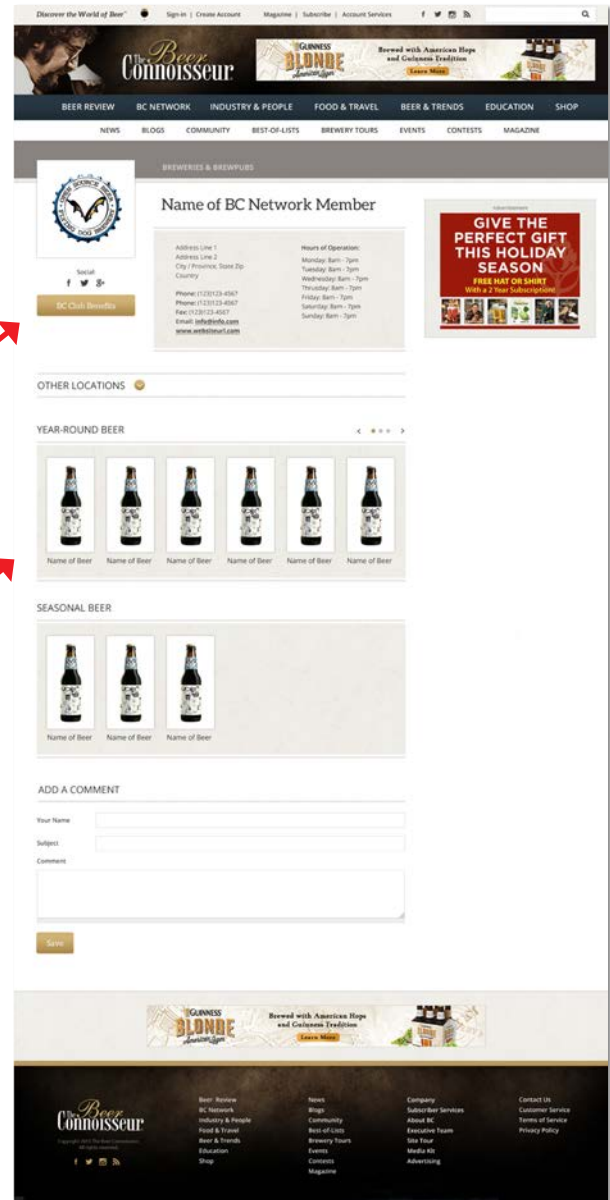 Discover the World of Beer™ Sign-in | Create Account Magazine | Subscribe | Account Services
The Beer Connoisseur
GUINNESS BLONDE American Lager
Brewed with American Hops
and Guinness Tradition
Learn More
BEER REVIEW BC NETWORK INDUSTRY & PEOPLE FOOD & TRAVEL BEER & TRENDS EDUCATION SHOP
NEWS BLOGS COMMUNITY BEST-OF-LISTS BREWERY TOURS EVENTS CONTESTS MAGAZINE
BREWERIES & BREWPUBS
OPEN SOURCE BEER
Social
BC Club Benefits
Name of BC Network Member
Address Line 1
Address Line 2
City / Province, State Zip
Country
Phone: (123)123-4567
Phone: (123)123-4567
Fax: (123)123-4567
Email: info@info.com
www.websiteurl.com
Hours of Operation:
Monday: 8am - 7pm
Tuesday: 8am - 7pm
Wednesday: 8am - 7pm
Thrusday: 8am - 7pm
Friday: 8am - 7pm
Saturday: 8am - 7pm
Sunday: 8am - 7pm
Advertisement
GIVE THE
PERFECT GIFT
THIS HOLIDAY
SEASON
FREE HAT OR SHIRT
With a 2 Year Subscription!
OTHER LOCATIONS
YEAR-ROUND BEER
Name of Beer Name of Beer Name of Beer Name of Beer Name of Beer Name of Beer
SEASONAL BEER
Name of Beer Name of Beer Name of Beer
ADD A COMMENT
Your Name
Subject
Comment
Save
GUINNESS BLONDE American Lager
Brewed with American Hops
and Guinness Tradition
Learn More
The Beer Connoisseur
All rights reserved.
Beer Review
BC Network
Industry & People
Food & Travel
Beer & Trends
Education
Shop
News
Blogs
Community
Best-of-Lists
Brewery Tours
Events
Contests
Magazine
Company
Subscriber Services
About BC
Executive Team
Site Tour
Media Kit
Advertising
Contact Us
Customer Service
Terms of Service
Privacy Policy